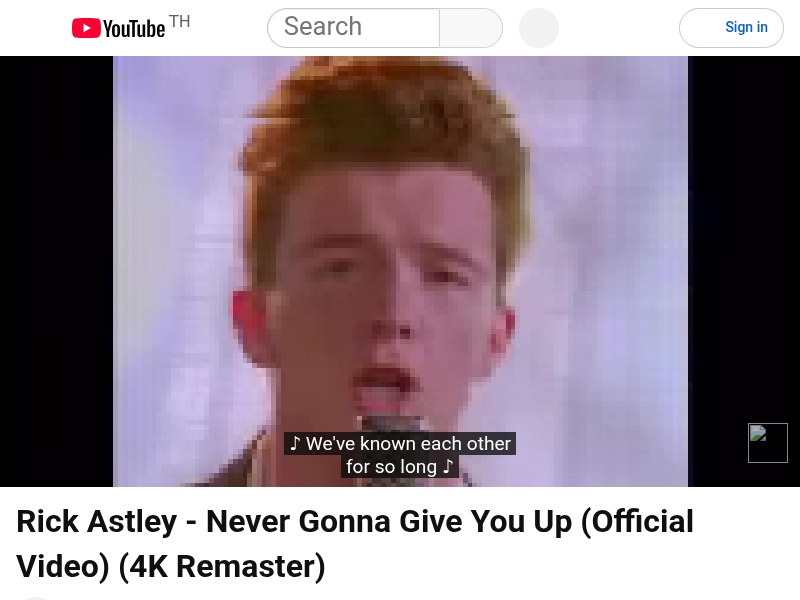 YouTube TH
Search
Sign in
♪ We've known each other
for so long ♪
Rick Astley - Never Gonna Give You Up (Official
Video) (4K Remaster)